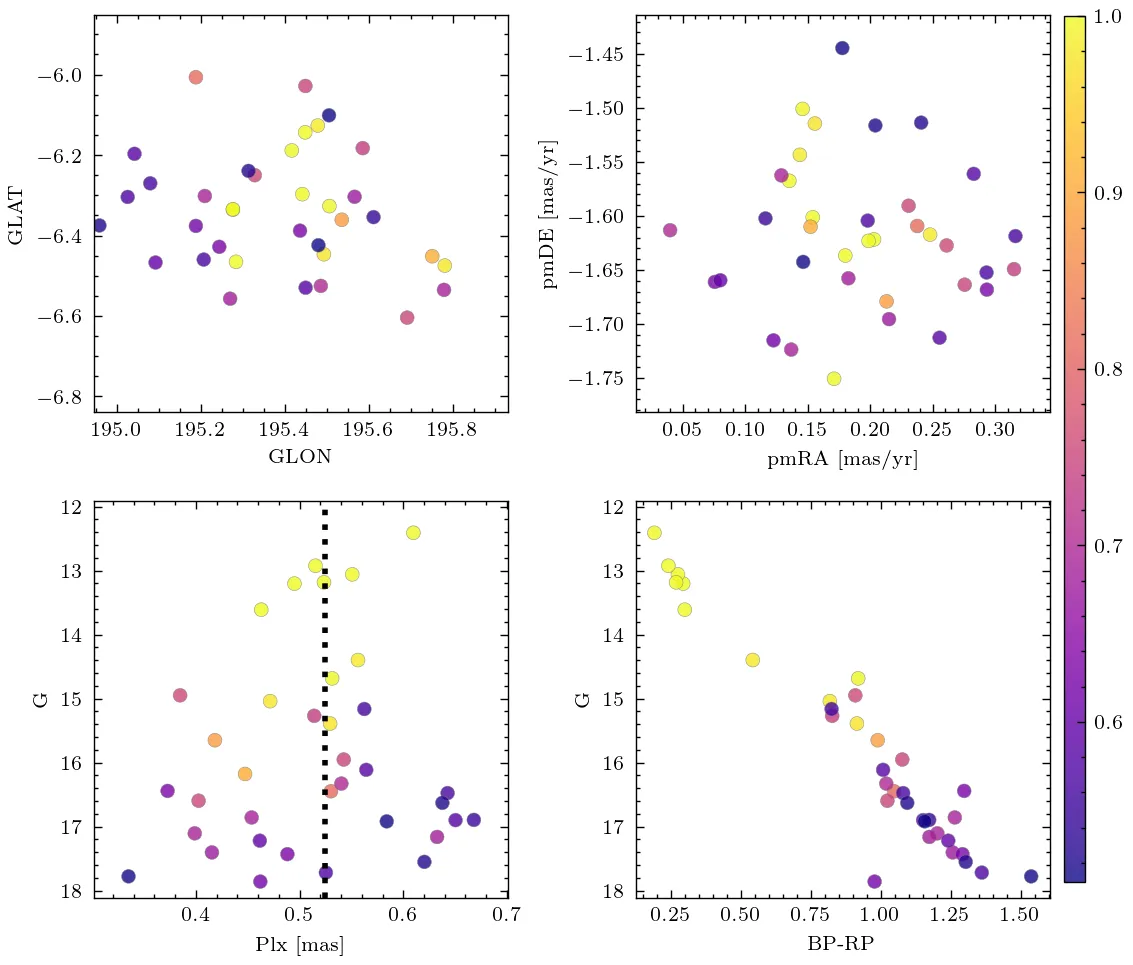 −6.0
−6.2
−6.4
−6.6
−6.8
GLAT
195.0 195.2 195.4 195.6 195.8
GLON
−1.45
−1.50
−1.55
−1.60
−1.65
−1.70
−1.75
pmDE [mas/yr]
0.05 0.10 0.15 0.20 0.25 0.30
pmRA [mas/yr]
12
13
14
15
16
17
18
G
0.4 0.5 0.6 0.7
Plx [mas]
12
13
14
15
16
17
18
G
0.25 0.50 0.75 1.00 1.25 1.50
BP-RP
1.0
0.9
0.8
0.7
0.6